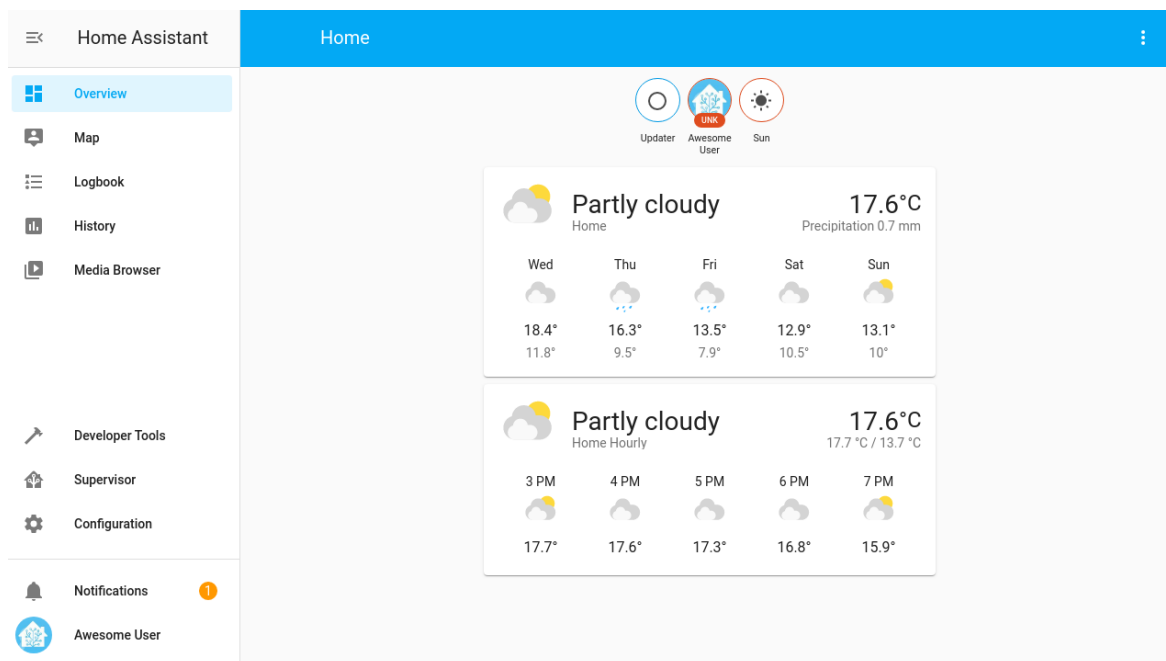 Home Assistant
Overview
Map
Logbook
History
Media Browser
Developer Tools
Supervisor
Configuration
Notifications 1
Awesome User
Home
UNK
Updater Awesome User Sun
Partly cloudy 17.6°C
Home Precipitation 0.7 mm
Wed Thu Fri Sat Sun
18.4° 16.3° 13.5° 12.9° 13.1°
11.8° 9.5° 7.9° 10.5° 10°
Partly cloudy 17.6°C
Home Hourly 17.7 °C / 13.7 °C
3 PM 4 PM 5 PM 6 PM 7 PM
17.7° 17.6° 17.3° 16.8° 15.9°